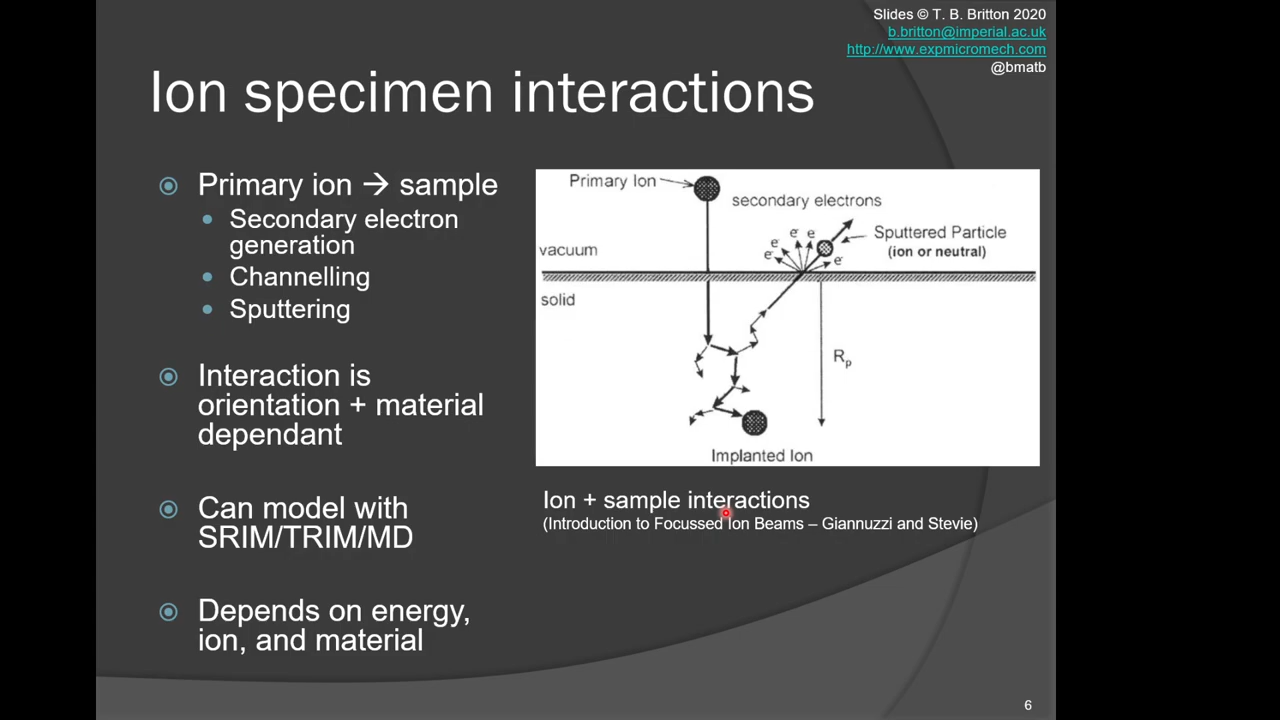 Slides © T. B. Britton 2020
b.britton@imperial.ac.uk
http://www.expmicromech.com
@bmatb
Ion specimen interactions
Primary ion → sample
Secondary electron
generation
Channelling
Sputtering
Interaction is
orientation + material
dependant
Can model with
SRIM/TRIM/MD
Depends on energy,
ion, and material
Primary Ion
secondary electrons
Sputtered Particle
(ion or neutral)
e- e- e- e e-
vacuum
solid
Rp
Implanted Ion
Ion + sample interactions
(Introduction to Focussed Ion Beams – Giannuzzi and Stevie)
6